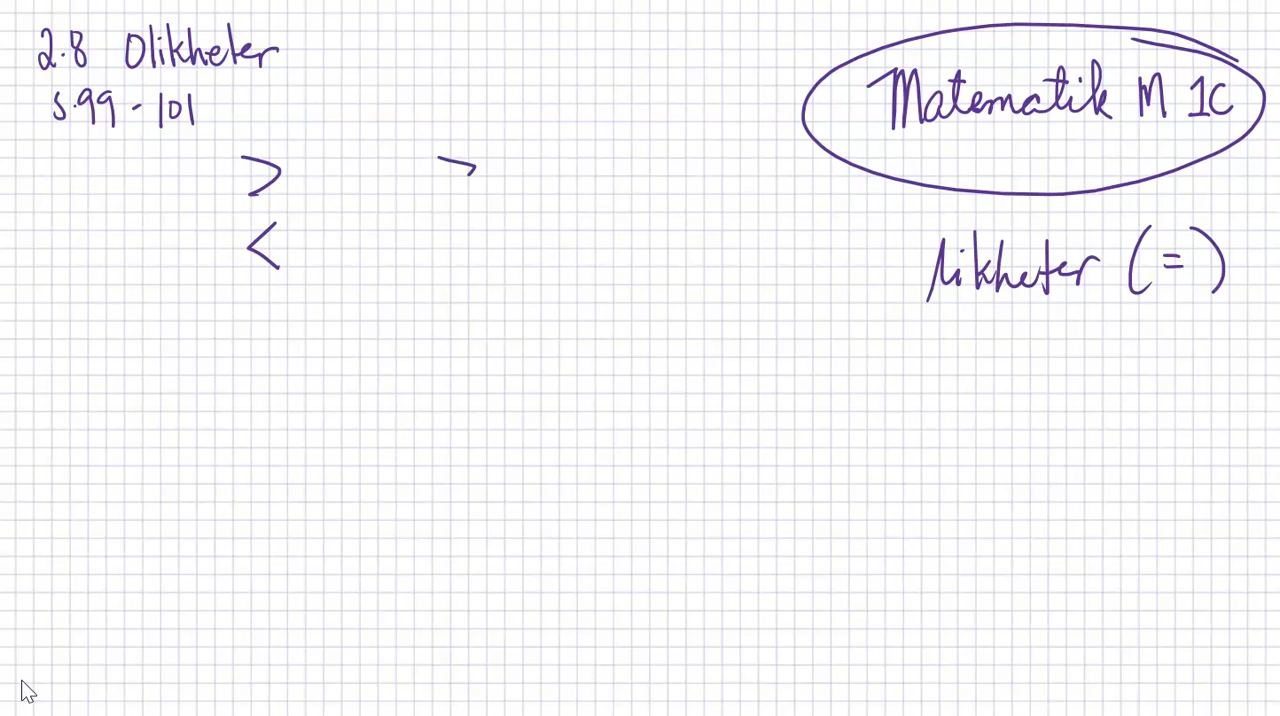 2.8 Olikheter
s.99 - 101
Matematik M 1C
>
<
likheter (=)